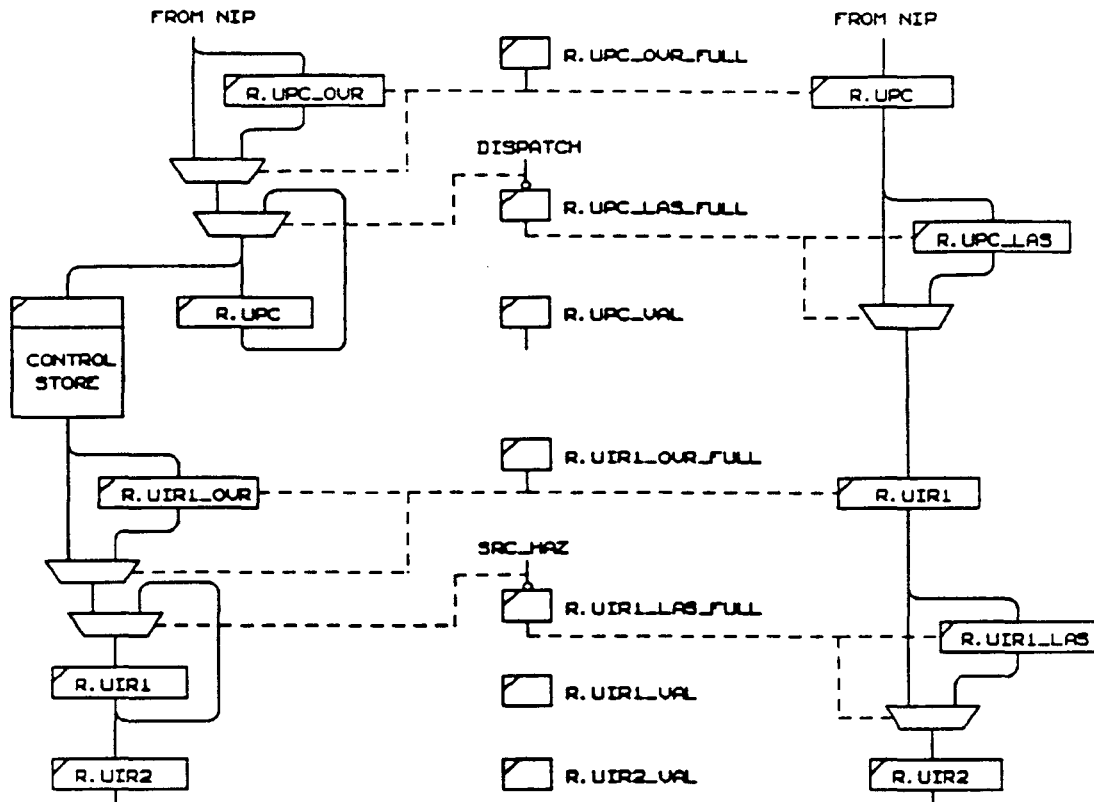 FROM NIP
FROM NIP
R.UPC_OVR_FULL
R.UPC_OVR
R.UPC
DISPATCH
R.UPC_LAS_FULL
R.UPC_LAS
R.UPC
R.UPC_VAL
CONTROL
STORE
R.UIR1_OVR_FULL
R.UIR1_OVR
R.UIR1
SRC_HAZ
R.UIR1_LAS_FULL
R.UIR1_LAS
R.UIR1
R.UIR1_VAL
R.UIR2
R.UIR2_VAL
R.UIR2